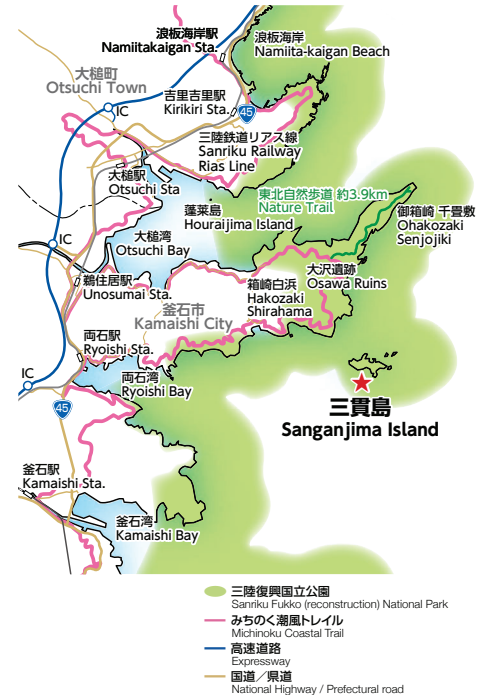 浪板海岸駅
Namiitakaigan Sta.
浪板海岸
Namiita-kaigan Beach
大槌町
Otsuchi Town
吉里吉里駅
Kirikiri Sta.
IC
45
三陸鉄道リアス線
Sanriku Railway
Rias Line
大槌駅
Otsuchi Sta
東北自然歩道 約3.9km
Nature Trail
蓬莱島
Houraijima Island
御箱崎 千畳敷
Ohakozaki
Senjojiki
大槌湾
Otsuchi Bay
IC
大沢遺跡
Osawa Ruins
鵜住居駅
Unosumai Sta.
箱崎白浜
Hakozaki
Shirahama
釜石市
Kamaishi City
両石駅
Ryoishi Sta.
IC
両石湾
Ryoishi Bay
45
三貫島
Sanganjima Island
釜石駅
Kamaishi Sta.
釜石湾
Kamaishi Bay
三陸復興国立公園
Sanriku Fukko (reconstruction) National Park
みちのく潮風トレイル
Michinoku Coastal Trail
高速道路
Expressway
国道／県道
National Highway / Prefectural road